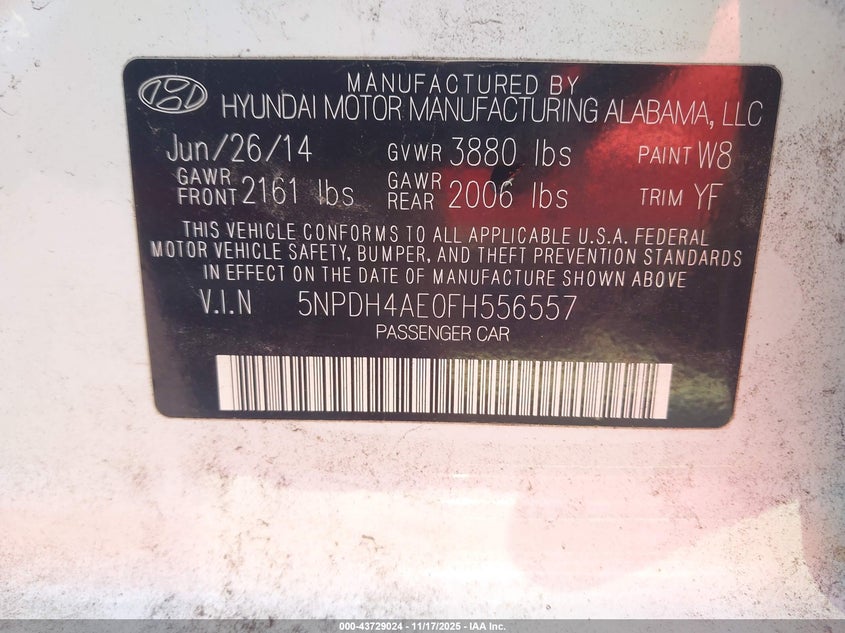 MANUFACTURED BY
HYUNDAI MOTOR MANUFACTURING ALABAMA, LLC
Jun/26/14 GVWR 3880 lbs PAINT W8
GAWR FRONT 2161 lbs GAWR REAR 2006 lbs TRIM YF
THIS VEHICLE CONFORMS TO ALL APPLICABLE U.S.A. FEDERAL
MOTOR VEHICLE SAFETY, BUMPER, AND THEFT PREVENTION STANDARDS
IN EFFECT ON THE DATE OF MANUFACTURE SHOWN ABOVE
V.I.N 5NPDH4AE0FH556557
PASSENGER CAR
000-43729024 - 11/17/2025 - IAA Inc.